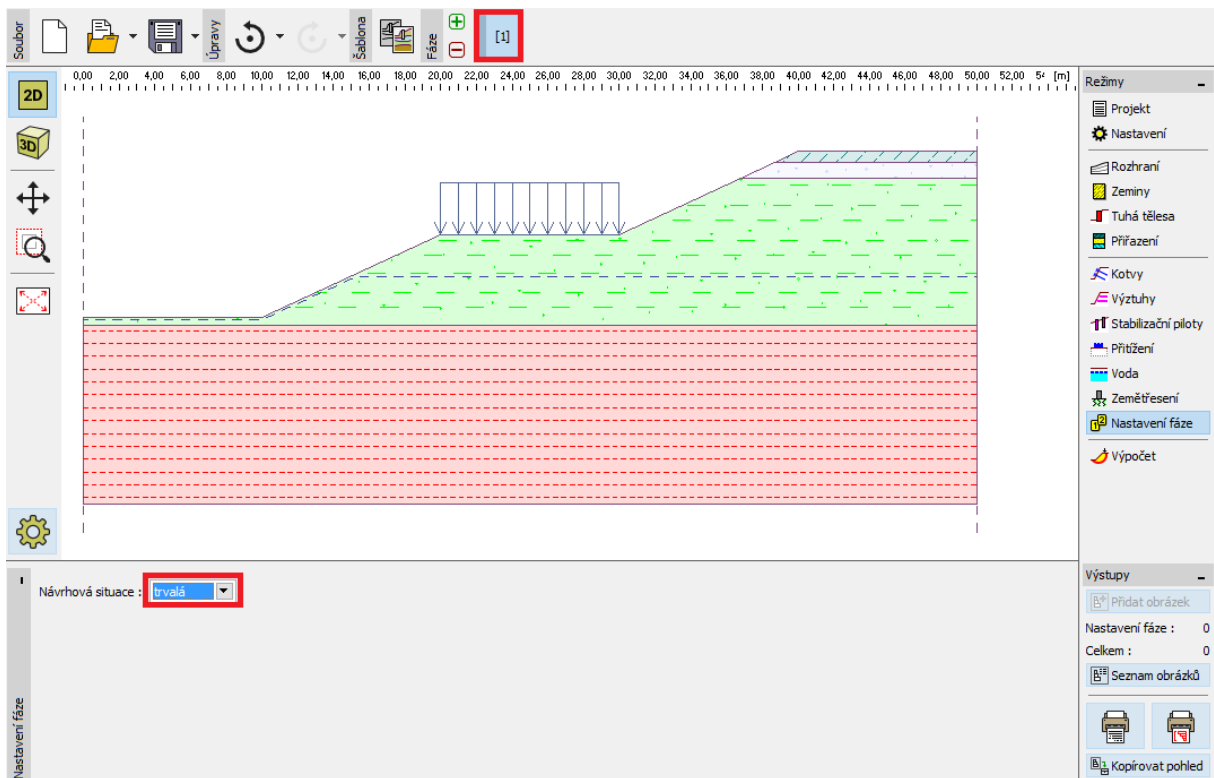 Soubor
Úpravy
Šablona
Fáze
[1]
2D
3D
0,00 2,00 4,00 6,00 8,00 10,00 12,00 14,00 16,00 18,00 20,00 22,00 24,00 26,00 28,00 30,00 32,00 34,00 36,00 38,00 40,00 42,00 44,00 46,00 48,00 50,00 52,00 54 [m]
Režimy
Projekt
Nastavení
Rozhraní
Zeminy
Tuhá tělesa
Přiřazení
Kotvy
Výztuhy
Stabilizační piloty
Přitížení
Voda
Zemětřesení
Nastavení fáze
Výpočet
Návrhová situace : trvalá
Nastavení fáze
Výstupy
Přidat obrázek
Nastavení fáze : 0
Celkem : 0
Seznam obrázků
Kopírovat pohled